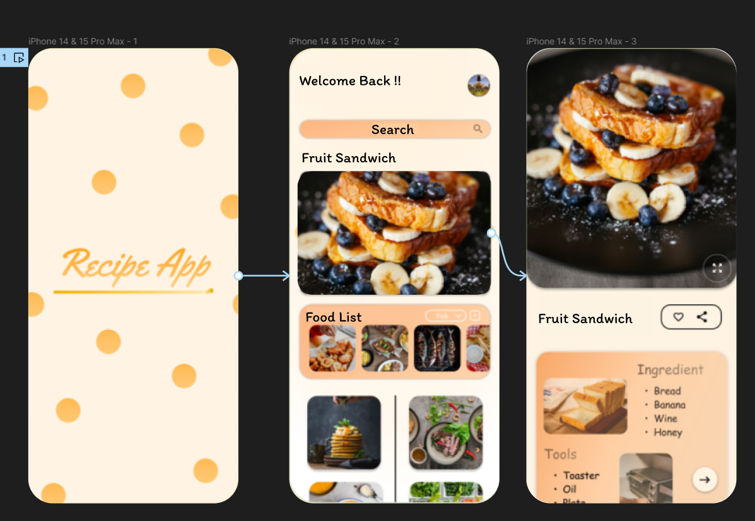 iPhone 14 & 15 Pro Max - 1
iPhone 14 & 15 Pro Max - 2
iPhone 14 & 15 Pro Max - 3
1
Recipe App
Welcome Back !!
Search
Fruit Sandwich
Food List
Fruit Sandwich
Ingredient
• Bread
• Banana
• Wine
• Honey
Tools
• Toaster
• Oil